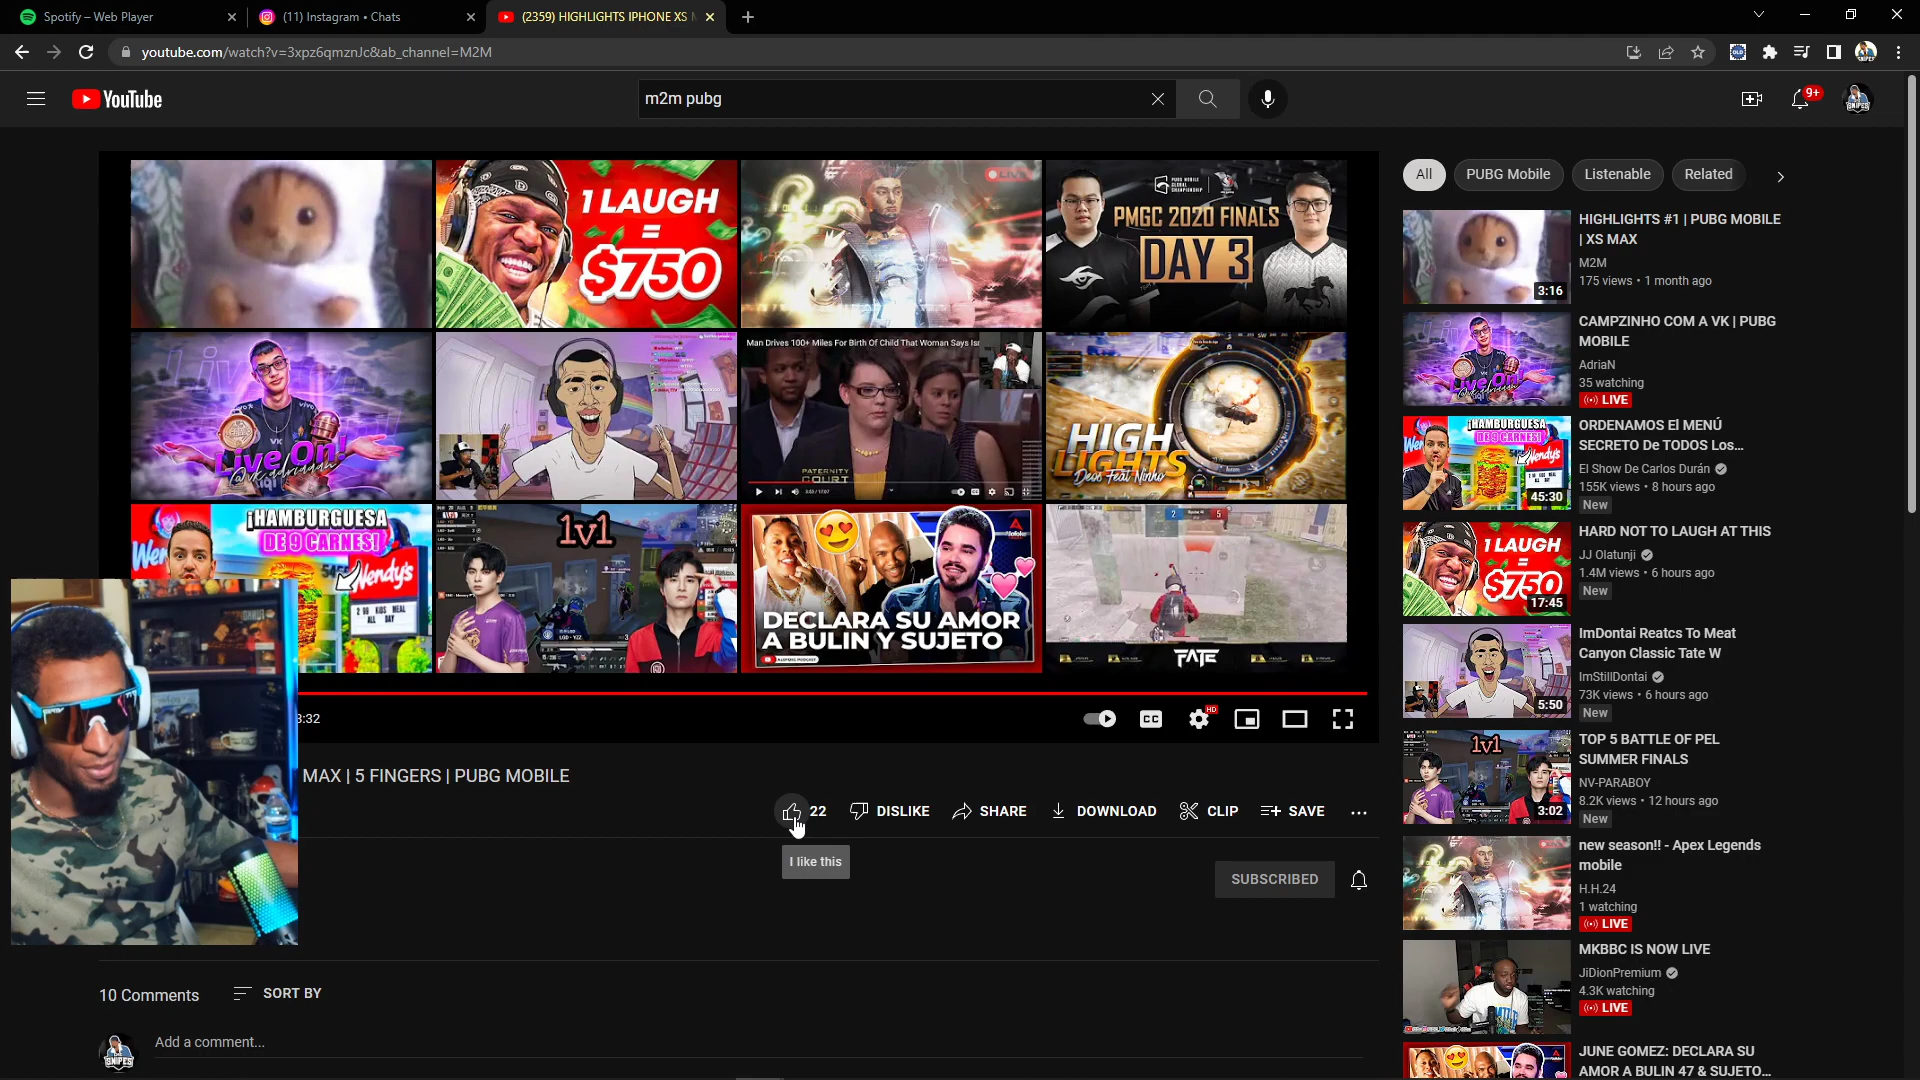 Spotify – Web Player
(11) Instagram • Chats
(2359) HIGHLIGHTS IPHONE XS
youtube.com/watch?v=3xpz6qmznJc&ab_channel=M2M
YouTube
m2m pubg
9+
1 LAUGH
=
$750
LIVE
PMGC 2020 FINALS
DAY 3
Live On!
Man Drives 100+ Miles For Birth Of Child That Woman Says Is
PATERNITY
COURT
HIGH
LIGHTS
Deos Feat Ninho
¡HAMBURGUESA
DE 9 CARNES!
Wendy's
1v1
DECLARA SU AMOR
A BULIN Y SUJETO
2 5
FATE
3:32
CC
HD
MAX | 5 FINGERS | PUBG MOBILE
22
DISLIKE
SHARE
DOWNLOAD
CLIP
SAVE
I like this
SUBSCRIBED
10 Comments
SORT BY
SNIPES
Add a comment...
All
PUBG Mobile
Listenable
Related
HIGHLIGHTS #1 | PUBG MOBILE
| XS MAX
M2M
175 views • 1 month ago
3:16
CAMPZINHO COM A VK | PUBG
MOBILE
AdriaN
35 watching
LIVE
ORDENAMOS El MENÚ
SECRETO De TODOS Los...
El Show De Carlos Durán
155K views • 8 hours ago
New
45:30
HARD NOT TO LAUGH AT THIS
JJ Olatunji
1.4M views • 6 hours ago
New
17:45
ImDontai Reatcs To Meat
Canyon Classic Tate W
ImStillDontai
73K views • 6 hours ago
New
5:50
TOP 5 BATTLE OF PEL
SUMMER FINALS
NV-PARABOY
8.2K views • 12 hours ago
New
3:02
new season!! - Apex Legends
mobile
H.H.24
1 watching
LIVE
MKBBC IS NOW LIVE
JiDionPremium
4.3K watching
LIVE
JUNE GOMEZ: DECLARA SU
AMOR A BULIN 47 & SUJETO...